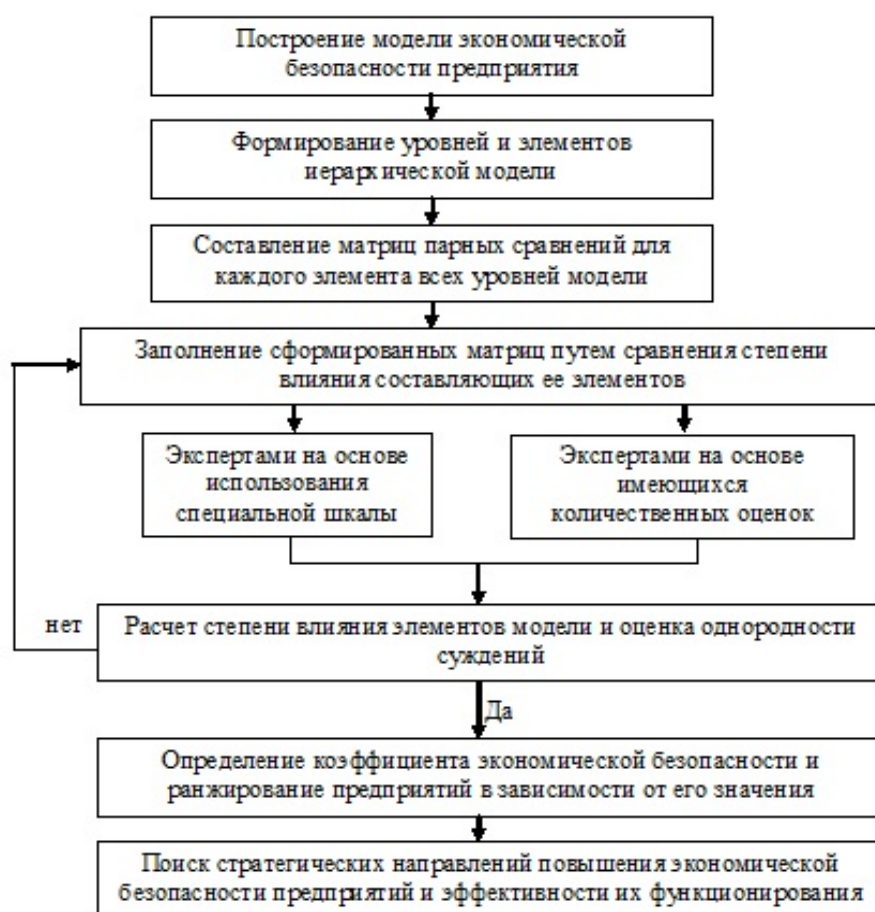 Построение модели экономической
безопасности предприятия
Формирование уровней и элементов
иерархической модели
Составление матриц парных сравнений для
каждого элемента всех уровней модели
Заполнение сформированных матриц путем сравнения степени
влияния составляющих ее элементов
Экспертами на основе
использования
специальной шкалы
Экспертами на основе
имеющихся
количественных оценок
нет
Расчет степени влияния элементов модели и оценка однородности
суждений
Да
Определение коэффициента экономической безопасности и
ранжирование предприятий в зависимости от его значения
Поиск стратегических направлений повышения экономической
безопасности предприятий и эффективности их функционирования